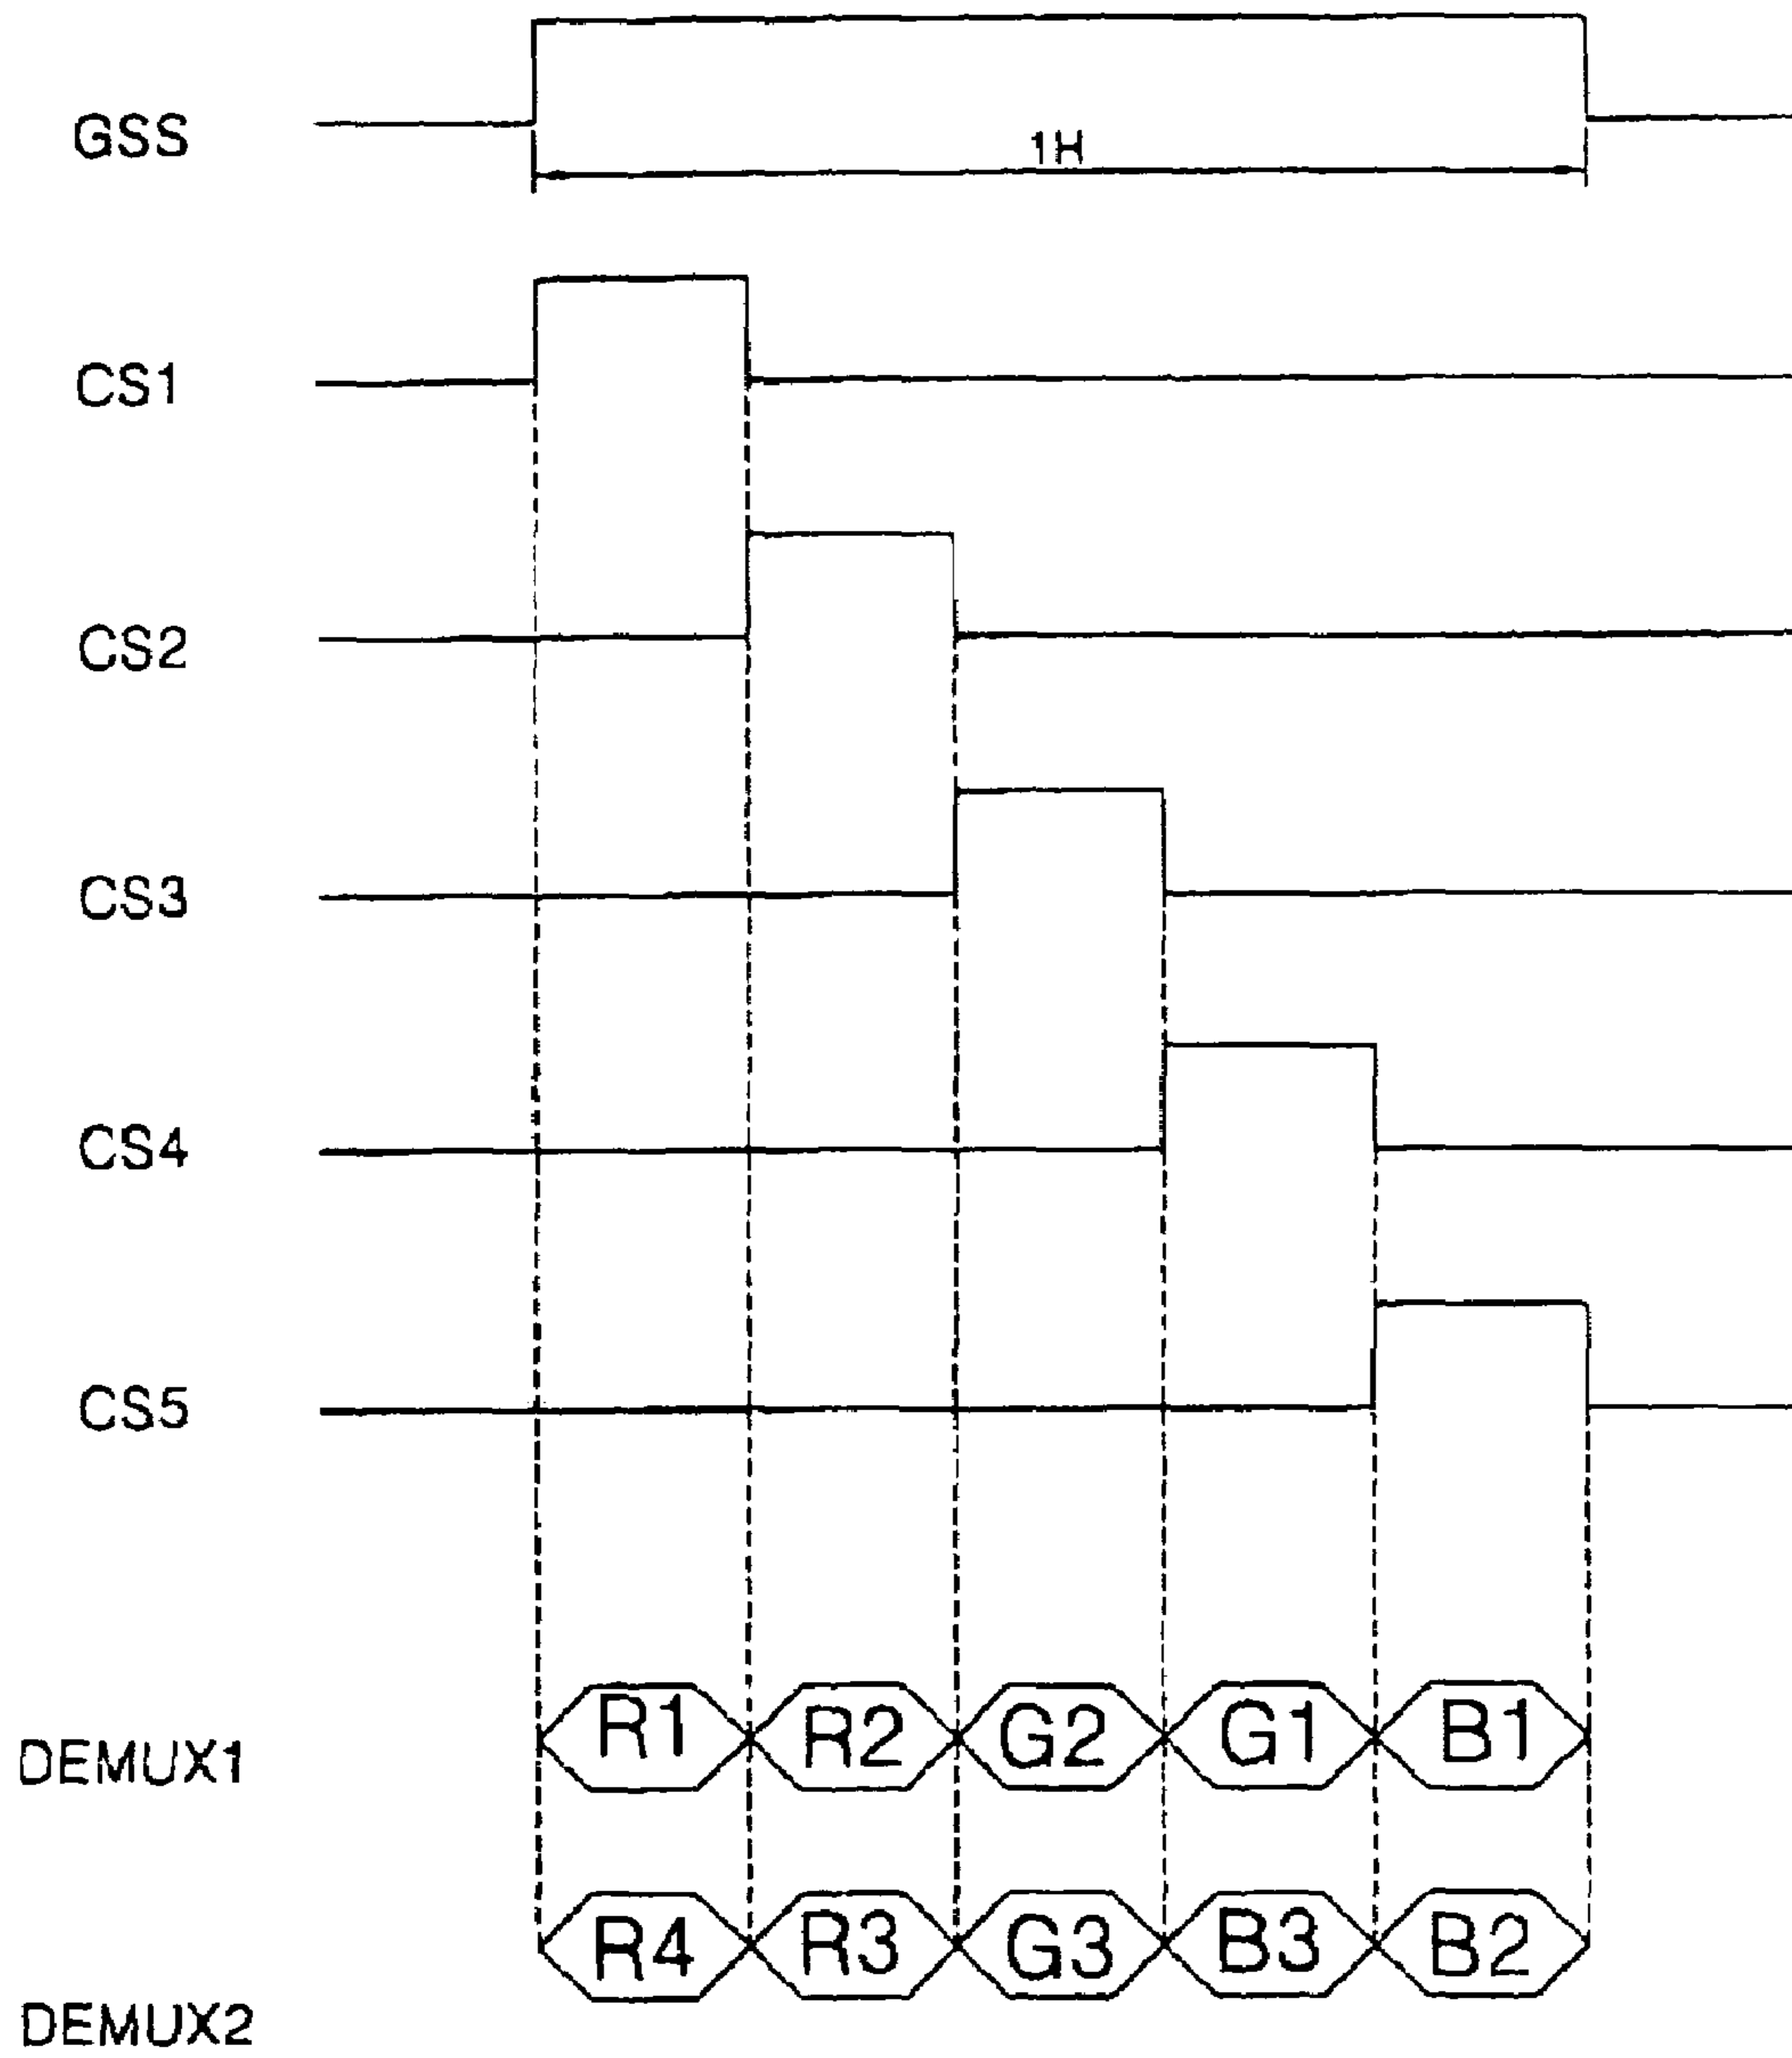 GSS
1H
CS1
CS2
CS3
CS4
CS5
DEMUX1 R1 R2 G2 G1 B1
DEMUX2 R4 R3 G3 B3 B2